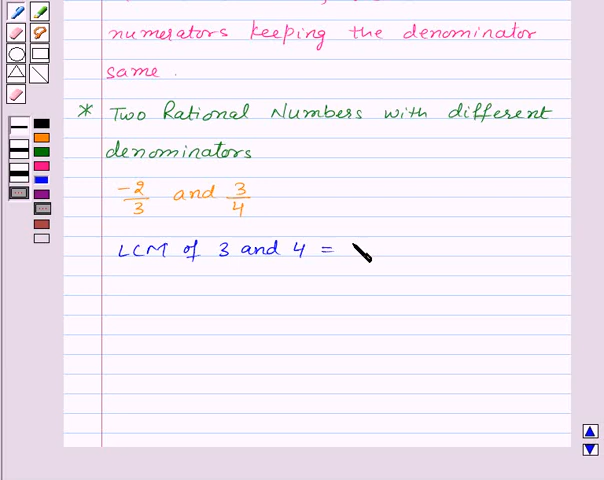 numerators keeping the denominator
same.
* Two Rational Numbers with different
denominators
-2/3 and 3/4
LCM of 3 and 4 =